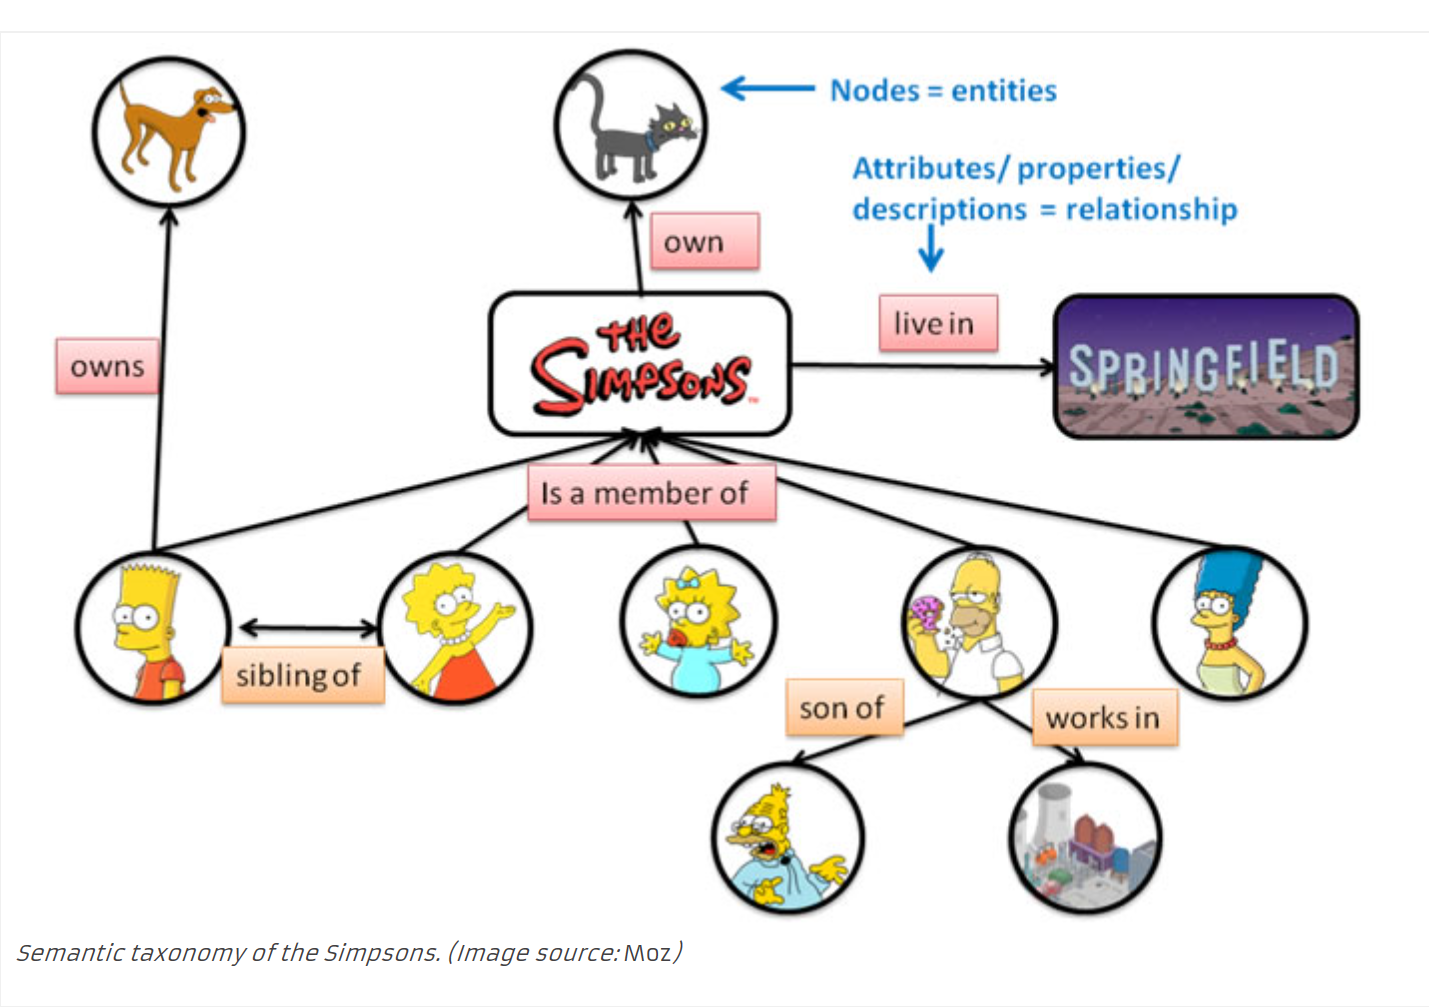 Nodes = entities
Attributes/ properties/
descriptions = relationship
own
live in
owns
THE
SIMPSONS™
SPRINGFIELD
Is a member of
sibling of
son of
works in
Semantic taxonomy of the Simpsons. (Image source: Moz)